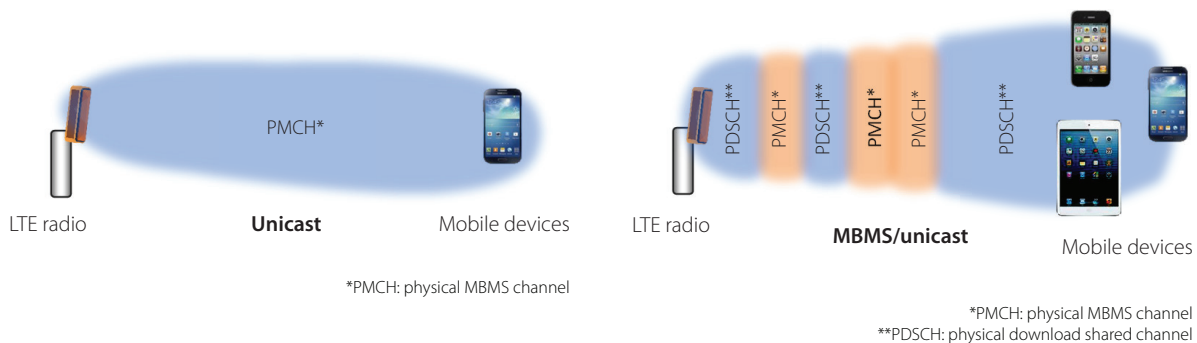 PMCH*
LTE radio
Unicast
Mobile devices
*PMCH: physical MBMS channel
PDSCH**
PMCH*
PDSCH**
PMCH*
PMCH*
PDSCH**
LTE radio
MBMS/unicast
Mobile devices
*PMCH: physical MBMS channel
**PDSCH: physical download shared channel